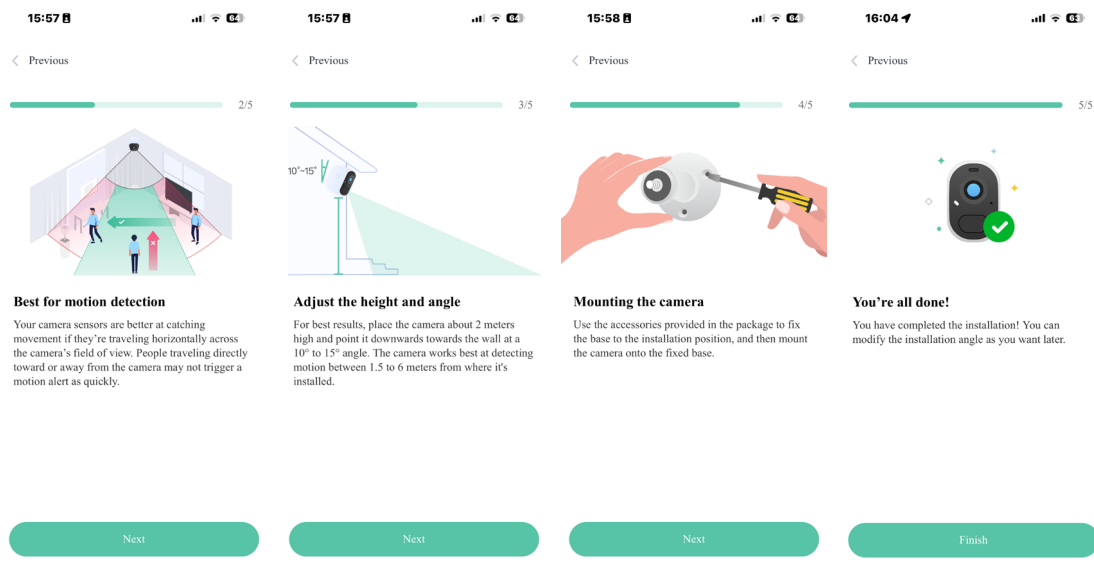 15:57
64
Previous
2/5
Best for motion detection
Your camera sensors are better at catching
movement if they're traveling horizontally across
the camera's field of view. People traveling directly
toward or away from the camera may not trigger a
motion alert as quickly.
Next
15:57
64
Previous
3/5
10°~15°
Adjust the height and angle
For best results, place the camera about 2 meters
high and point it downwards towards the wall at a
10° to 15° angle. The camera works best at detecting
motion between 1.5 to 6 meters from where it's
installed.
Next
15:58
64
Previous
4/5
Mounting the camera
Use the accessories provided in the package to fix
the base to the installation position, and then mount
the camera onto the fixed base.
Next
16:04
63
Previous
5/5
You're all done!
You have completed the installation! You can
modify the installation angle as you want later.
Finish